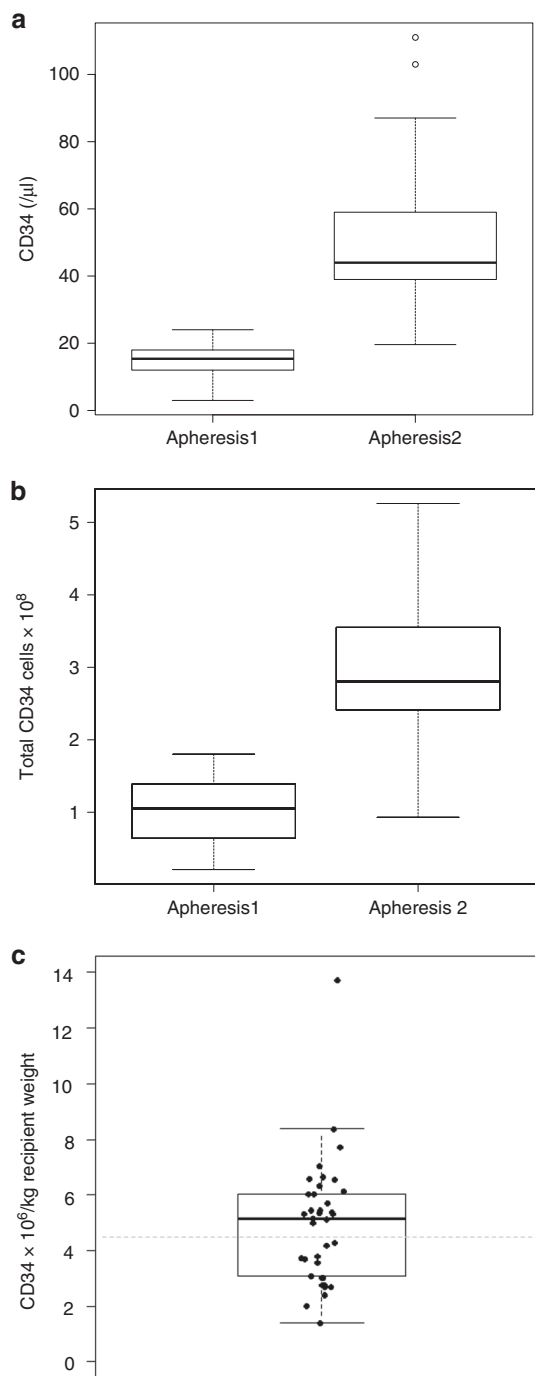 a
CD34 (/μl)
100
80
60
40
20
0
Apheresis1 Apheresis2
b
Total CD34 cells × 10⁸
5
4
3
2
1
Apheresis1 Apheresis 2
c
CD34 × 10⁶/kg recipient weight
14
12
10
8
6
4
2
0